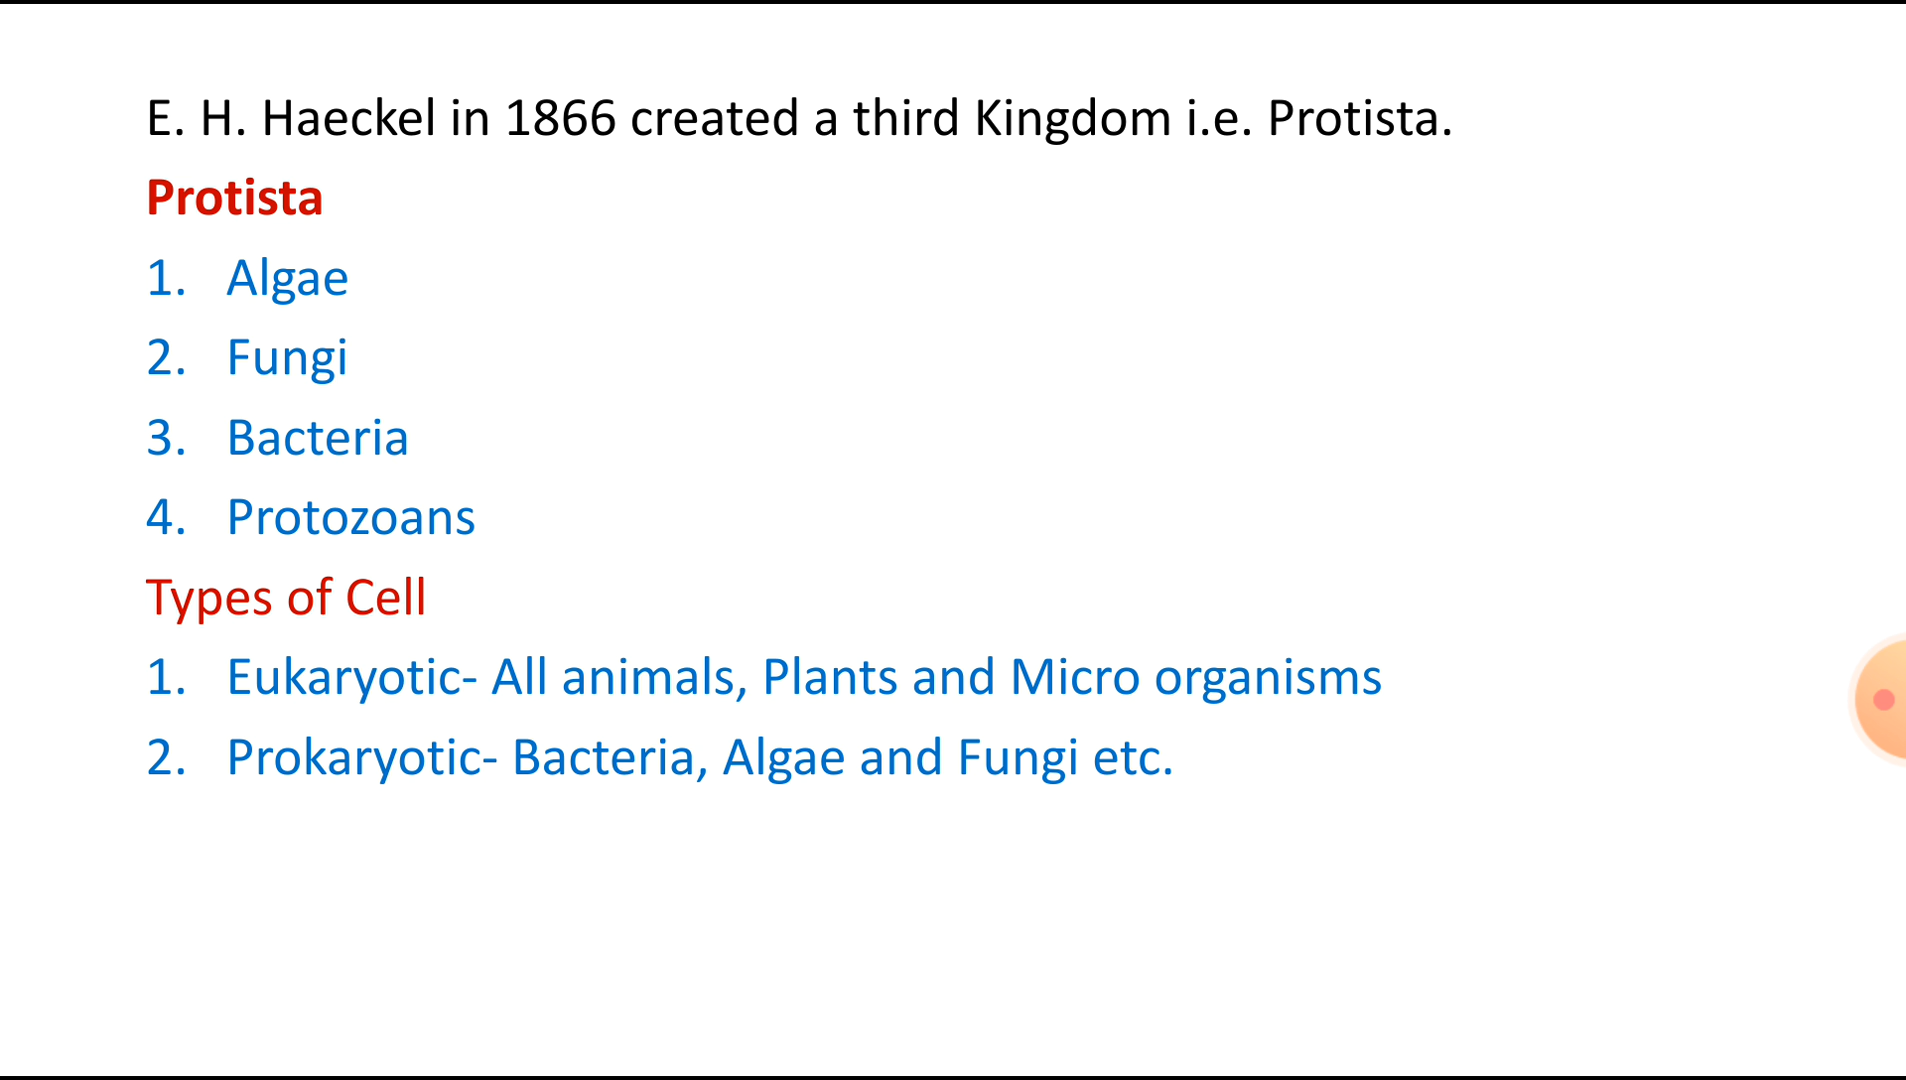 E. H. Haeckel in 1866 created a third Kingdom i.e. Protista.
Protista
1. Algae
2. Fungi
3. Bacteria
4. Protozoans
Types of Cell
1. Eukaryotic- All animals, Plants and Micro organisms
2. Prokaryotic- Bacteria, Algae and Fungi etc.